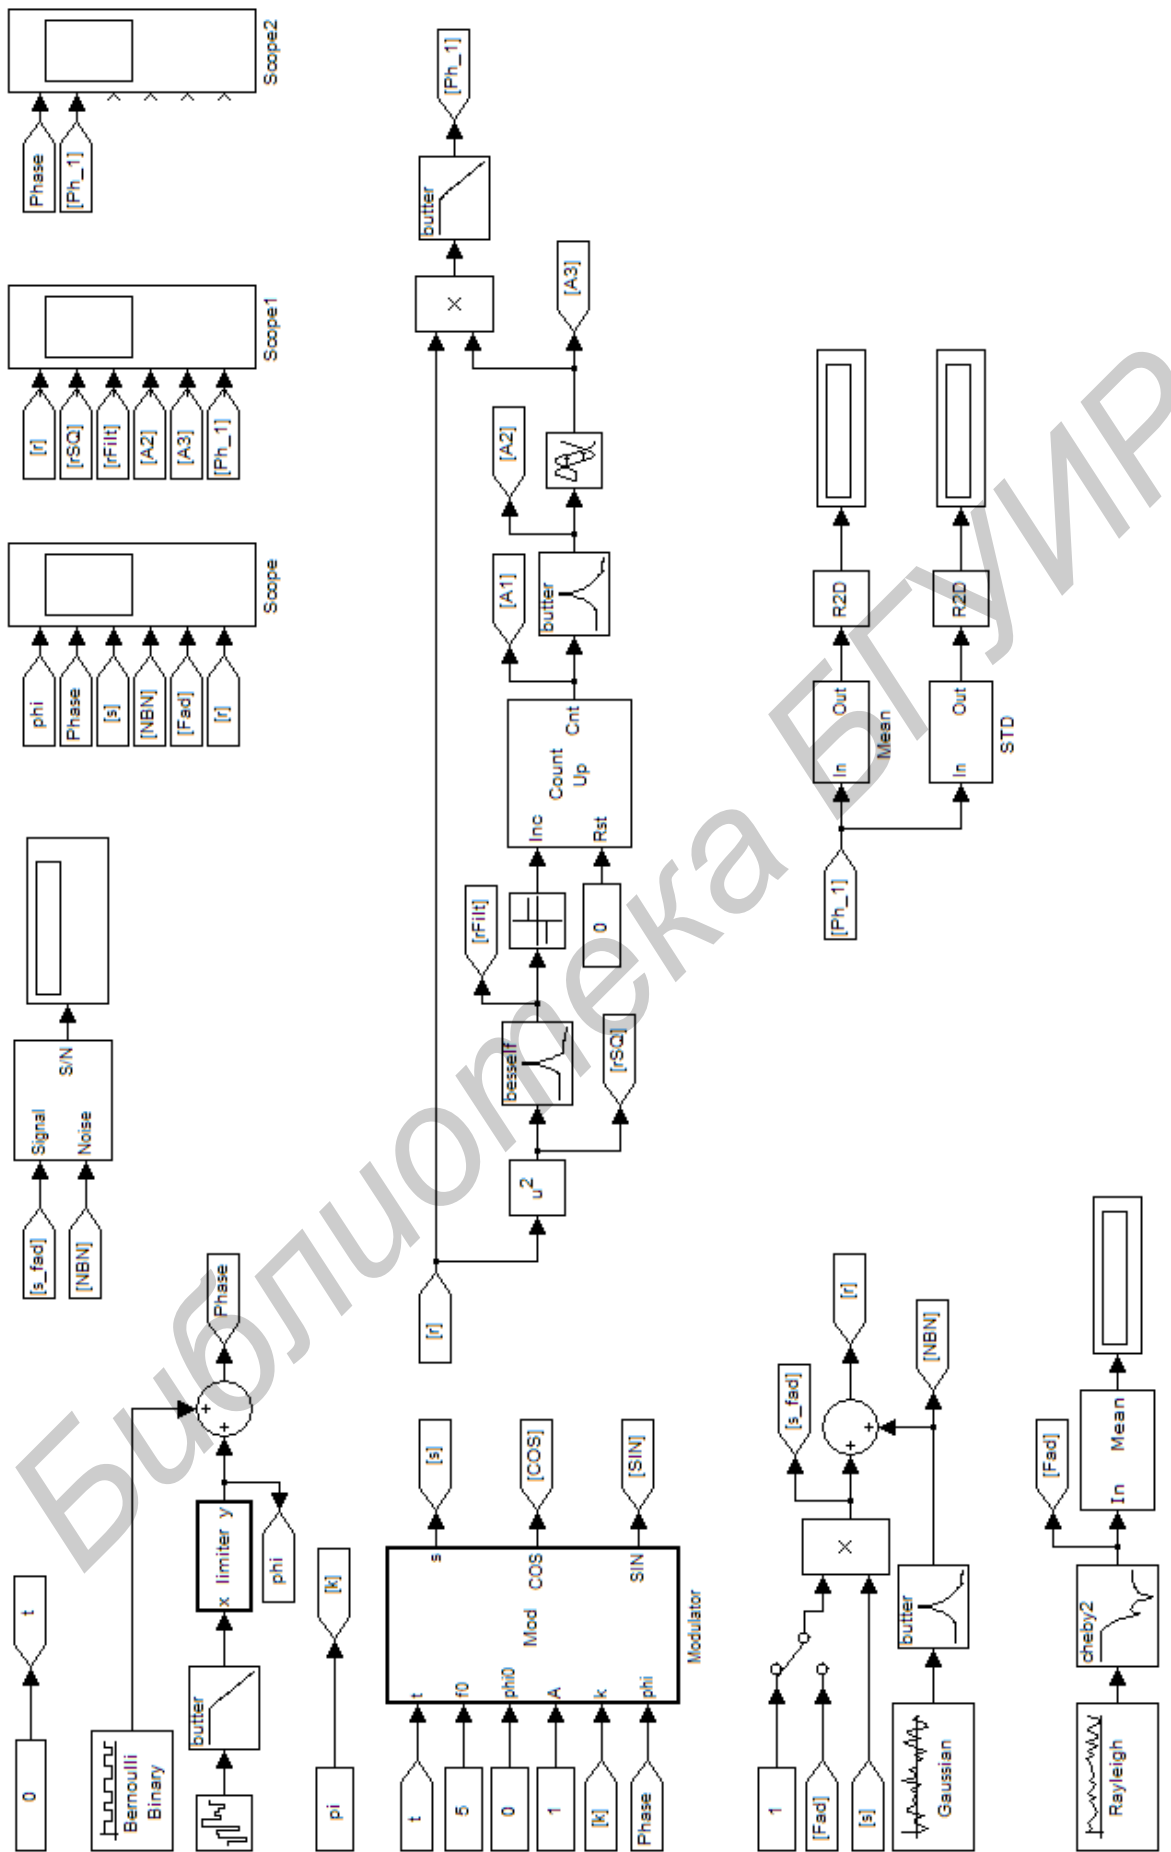 0
t
Bernoulli
Binary
butter
x limiter y
phi
+
+
Phase
pi
[k]
[s_fad]
[NBN]
Signal
Noise
S/N
phi
Phase
[s]
[NBN]
[Fad]
[r]
Scope
[r]
[rSQ]
[rFilt]
[A2]
[A3]
[Ph_1]
Scope1
Phase
[Ph_1]
Scope2
t
5
0
1
[k]
Phase
t
f0
phi0
A
k
phi
Mod
s
COS
SIN
Modulator
[s]
[COS]
[SIN]
[r]
u²
[rSQ]
besself
[rFilt]
0
Inc
Rst
Count
Up
Cnt
[A1]
butter
[A2]
[A3]
×
butter
[Ph_1]
1
[Fad]
[s]
Gaussian
butter
×
[s_fad]
+
+
[r]
[NBN]
[Ph_1]
In
Out
Mean
R2D
In
Out
STD
R2D
Rayleigh
cheby2
[Fad]
In
Mean
Библиотека БГУИР